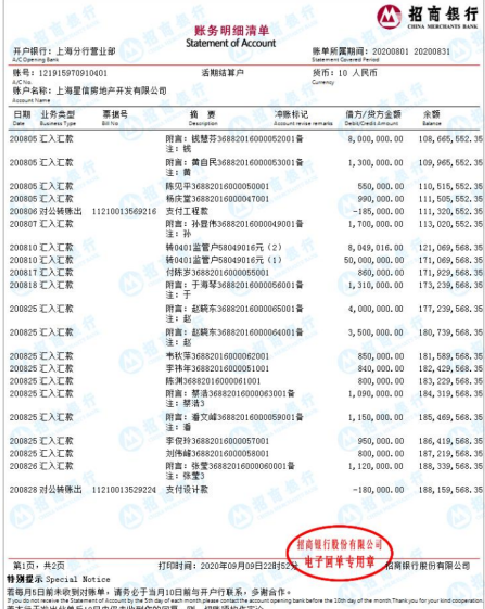 招商银行
CHINA MERCHANTS BANK
账务明细清单
Statement of Account
开户银行：上海分行营业部
A/C Opening Bank
账单所属期间：20200801 20200831
Statement Covered Period
账号：121915970910401
A/C No.
活期结算户
货币：10 人民币
Currency
账户名称：上海星信房地产开发有限公司
Account Name
日期 业务类型 票据号 摘 要 冲账标记 借方/贷方金额 余额
Date Business Type Bill No Description Account revise remarks Debit/Credit Amount Balance
200805 汇入汇款 附言：钱慧芬36882016000052001备 8,000,000.00 108,665,552.35
注：钱
200805 汇入汇款 附言：黄自民36882016000053001备 1,300,000.00 109,965,552.35
注：黄
200805 汇入汇款 陈见平36882016000050001 550,000.00 110,515,552.35
200805 汇入汇款 杨庆堂36882016000047001 990,000.00 111,505,552.35
200806 对公转账出 11210013569216 支付工程款 -185,000.00 111,320,552.35
200807 汇入汇款 附言：孙显伟36882016000049001备 1,700,000.00 113,020,552.35
注：孙
200810 汇入汇款 转0401监管户58049016元（2） 8,049,016.00 121,069,568.35
200810 汇入汇款 转0401监管户58049016元（1） 50,000,000.00 171,069,568.35
200817 汇入汇款 付陈岁36882016000055001 860,000.00 171,929,568.35
200818 汇入汇款 附言：于海琴36882016000056001备 1,310,000.00 173,239,568.35
注：于
200825 汇入汇款 附言：赵晓东36882016000065001备 4,000,000.00 177,239,568.35
注：赵
200825 汇入汇款 附言：赵晓东36882016000064001备 3,500,000.00 180,739,568.35
注：赵
200825 汇入汇款 韦秋萍36882016000062001 850,000.00 181,589,568.35
200825 汇入汇款 李祎年36882016000051001 840,000.00 182,429,568.35
200825 汇入汇款 陈渊36882016000061001 800,000.00 183,229,568.35
200825 汇入汇款 附言：蔡浩36882016000063001备 1,090,000.00 184,319,568.35
注：蔡浩3
200825 汇入汇款 附言：潘文峰36882016000059001备 1,150,000.00 185,469,568.35
注：潘
200825 汇入汇款 李俊玲36882016000057001 950,000.00 186,419,568.35
200825 汇入汇款 刘伟峰36882016000058001 800,000.00 187,219,568.35
200826 汇入汇款 附言：张莹36882016000060001备 1,120,000.00 188,339,568.35
注：张莹3
200828 对公转账出 11210013529224 支付设计款 -180,000.00 188,159,568.35
招商银行股份有限公司
电子回单专用章
第1页，共2页 打印时间：2020年09月09日22时52分 招商银行股份有限公司
特别提示 Special Notice
若每月5日前未收到对账单，请务必于当月10日前与开户行联系，多谢合作。
If you do not receive the Statement of Account by the 5th day of each month,please contact the account opening bank before the 10th day of the month.Thank you for your kind cooperation.